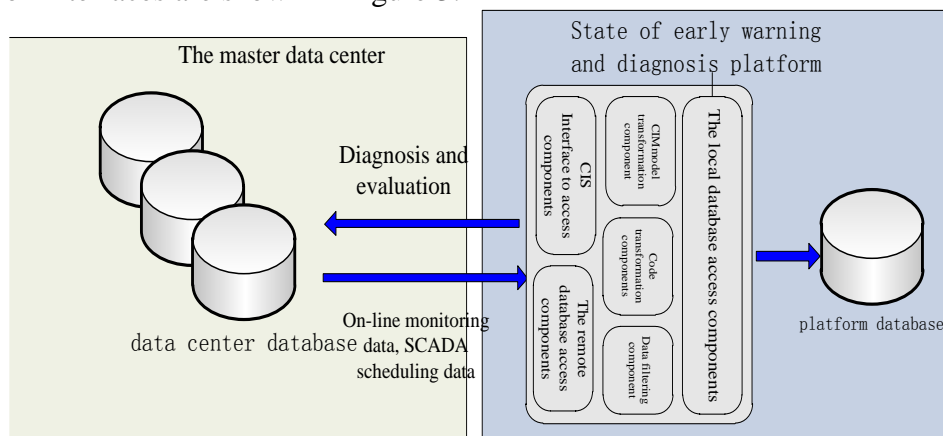 The master data center
Diagnosis and
evaluation
On-line monitoring
data, SCADA
scheduling data
data center database
State of early warning
and diagnosis platform
CIS
Interface to access
components
The remote
database access
components
CIMmodel
transformation
component
Code
transformation
components
Data filtering
component
The local database access components
platform database